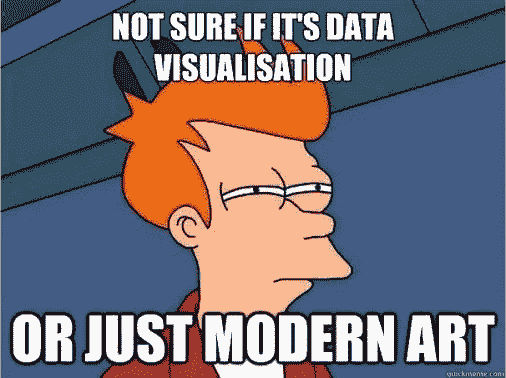 NOT SURE IF IT'S DATA
VISUALISATION
OR JUST MODERN ART
quickmeme.com